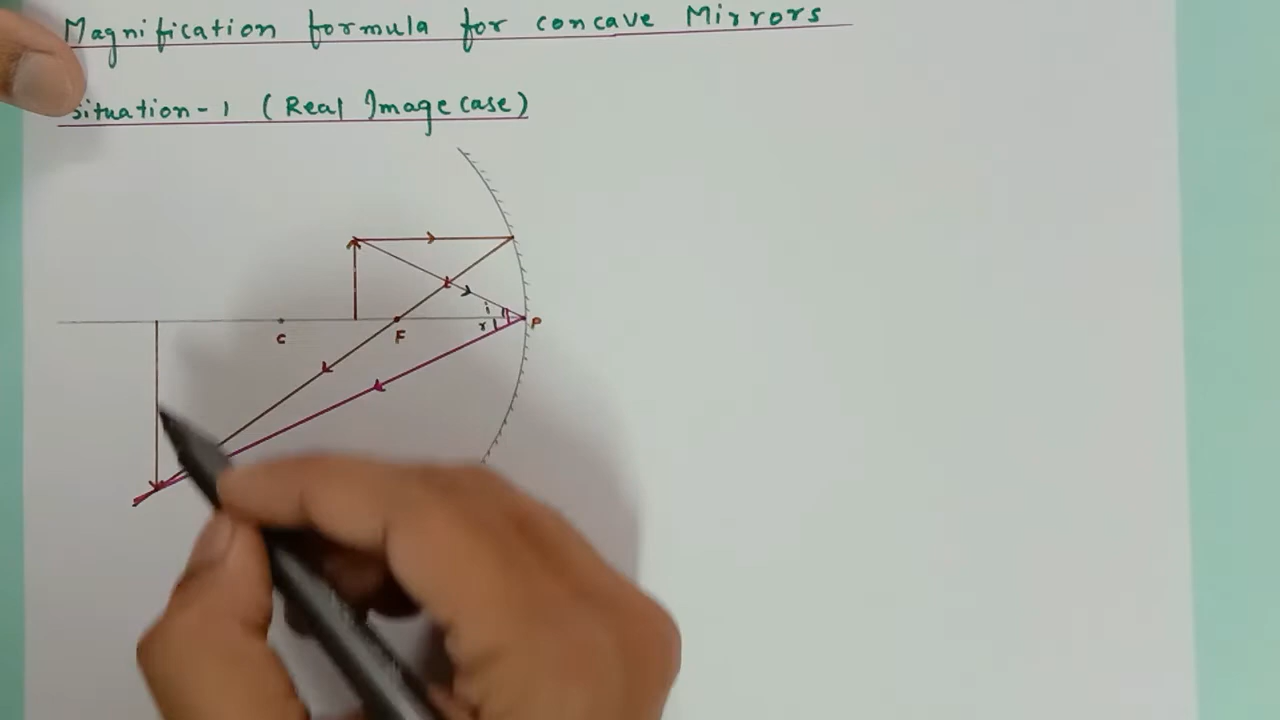 Magnification formula for concave Mirrors
Situation-1 (Real Image case)
i
r
C
F
P